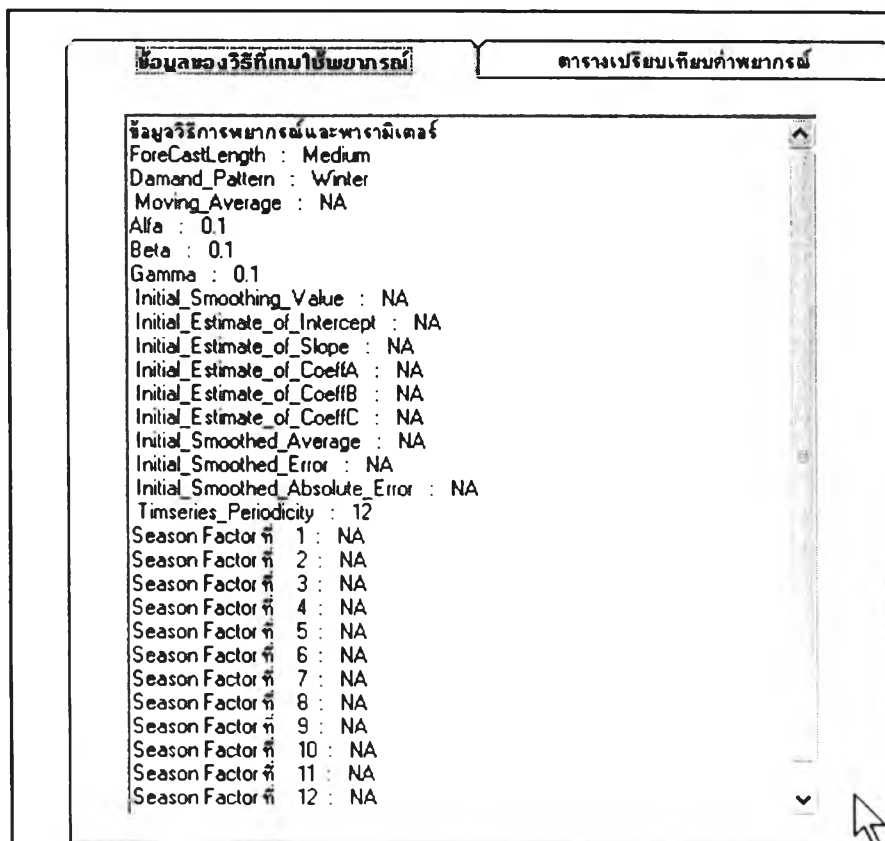 ข้อมูลของวิธีที่เกมใช้พยากรณ์
ตารางเปรียบเทียบค่าพยากรณ์
ข้อมูลวิธีการพยากรณ์และพารามิเตอร์
ForeCastLength : Medium
Damand_Pattern : Winter
Moving_Average : NA
Alfa : 0.1
Beta : 0.1
Gamma : 0.1
Initial_Smoothing_Value : NA
Initial_Estimate_of_Intercept : NA
Initial_Estimate_of_Slope : NA
Initial_Estimate_of_CoeffA : NA
Initial_Estimate_of_CoeffB : NA
Initial_Estimate_of_CoeffC : NA
Initial_Smoothed_Average : NA
Initial_Smoothed_Error : NA
Initial_Smoothed_Absolute_Error : NA
Timseries_Periodicity : 12
Season Factor ที่ 1 : NA
Season Factor ที่ 2 : NA
Season Factor ที่ 3 : NA
Season Factor ที่ 4 : NA
Season Factor ที่ 5 : NA
Season Factor ที่ 6 : NA
Season Factor ที่ 7 : NA
Season Factor ที่ 8 : NA
Season Factor ที่ 9 : NA
Season Factor ที่ 10 : NA
Season Factor ที่ 11 : NA
Season Factor ที่ 12 : NA